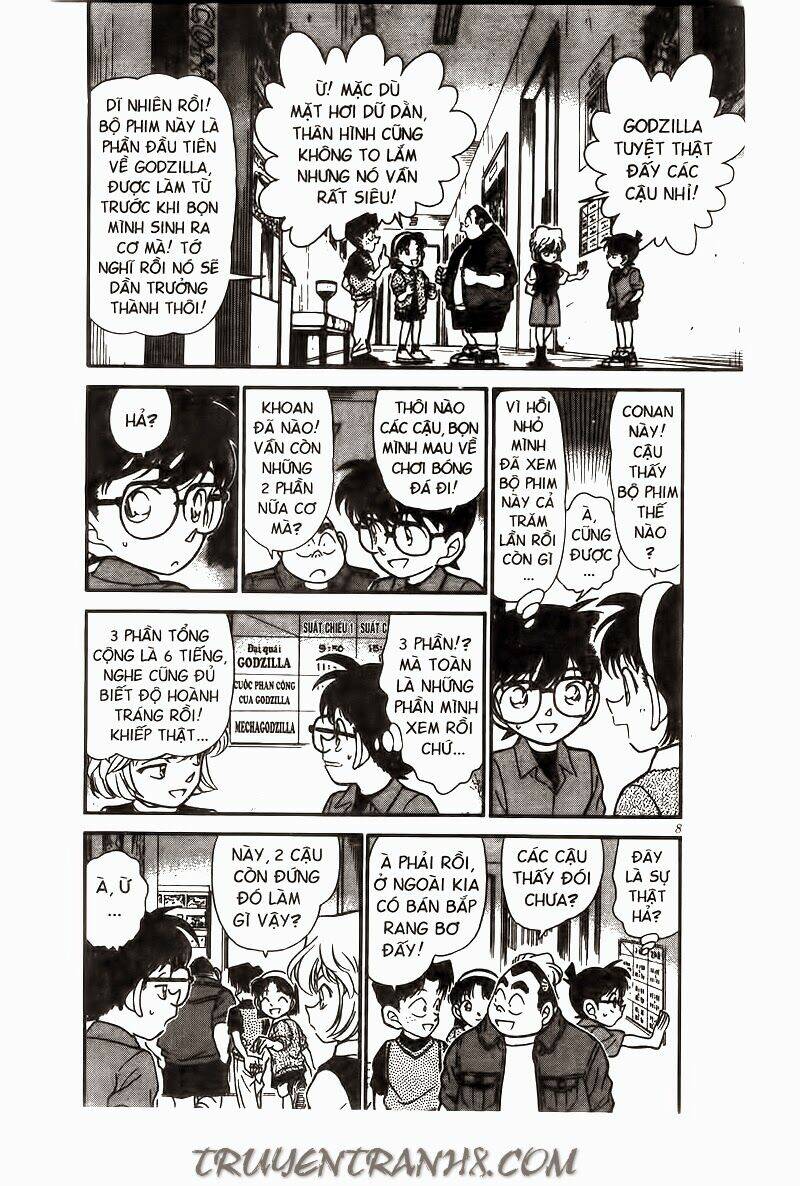 GODZILLA
TUYỆT THẬT
ĐẤY CÁC
CẬU NHỈ!
Ừ! MẶC DÙ
MẶT HƠI DỮ DẰN,
THÂN HÌNH CŨNG
KHÔNG TO LẮM
NHƯNG NÓ VẪN
RẤT SIÊU!
DĨ NHIÊN RỒI!
BỘ PHIM NÀY LÀ
PHẦN ĐẦU TIÊN
VỀ GODZILLA,
ĐƯỢC LÀM TỪ
TRƯỚC KHI BỌN
MÌNH SINH RA
CƠ MÀ! TỚ
NGHĨ RỒI NÓ SẼ
DẦN TRƯỞNG
THÀNH THÔI!
CONAN
NÀY!
CẬU
THẤY
BỘ PHIM
THẾ
NÀO
?
À,
CŨNG
ĐƯỢC
...
VÌ HỒI
NHỎ
MÌNH
ĐÃ XEM
BỘ PHIM
NÀY CẢ
TRĂM
LẦN RỒI
CÒN GÌ
...
THÔI NÀO
CÁC CẬU, BỌN
MÌNH MAU VỀ
CHƠI BÓNG
ĐÁ ĐI!
KHOAN
ĐÃ NÀO!
VẪN CÒN
NHỮNG
2 PHẦN
NỮA CƠ
MÀ?
HẢ?
3 PHẦN!?
MÀ TOÀN
LÀ NHỮNG
PHẦN MÌNH
XEM RỒI
CHỨ...
SUẤT CHIẾU 1 SUẤT C
Đại quái
GODZILLA
CUỘC PHẢN CÔNG
CỦA GODZILLA
MECHAGODZILLA
3 PHẦN TỔNG
CỘNG LÀ 6 TIẾNG,
NGHE CŨNG ĐỦ
BIẾT ĐỘ HOÀNH
TRÁNG RỒI!
KHIẾP THẬT...
8
ĐÂY
LÀ SỰ
THẬT
HẢ?
CÁC CẬU
THẤY ĐÓI
CHƯA?
À PHẢI RỒI,
Ở NGOÀI KIA
CÓ BÁN BẮP
RANG BƠ
ĐẤY!
NÀY, 2 CẬU
CÒN ĐỨNG
ĐÓ LÀM
GÌ VẬY?
À, Ừ
...
TRUYENTRANH8.COM